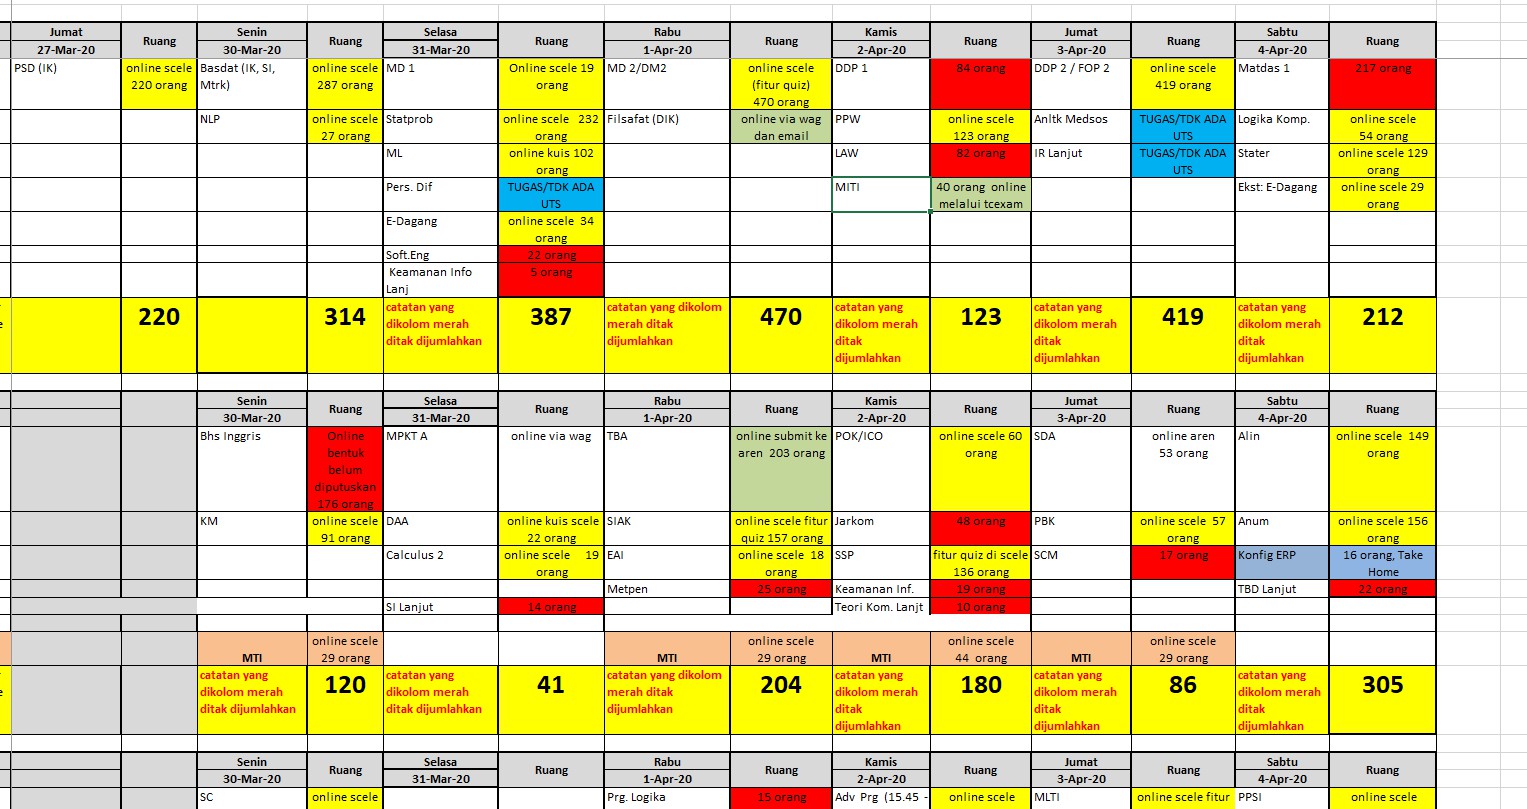 Jumat Ruang Senin Ruang Selasa Ruang Rabu Ruang Kamis Ruang Jumat Ruang Sabtu Ruang
27-Mar-20 30-Mar-20 31-Mar-20 1-Apr-20 2-Apr-20 3-Apr-20 4-Apr-20
PSD (IK) online scele Basdat (IK, SI, online scele MD 1 Online scele 19 MD 2/DM2 online scele DDP 1 84 orang DDP 2 / FOP 2 online scele Matdas 1 217 orang
220 orang Mtrk) 287 orang orang (fitur quiz) 419 orang
470 orang
NLP online scele Statprob online scele 232 Filsafat (DIK) online via wag PPW online scele Anltk Medsos TUGAS/TDK ADA Logika Komp. online scele
27 orang orang dan email 123 orang UTS 54 orang
ML online kuis 102 LAW 82 orang IR Lanjut TUGAS/TDK ADA Stater online scele 129
orang UTS orang
Pers. Dif TUGAS/TDK ADA MITI 40 orang online Ekst: E-Dagang online scele 29
UTS melalui tcexam orang
E-Dagang online scele 34
orang
Soft.Eng 22 orang
Keamanan Info 5 orang
Lanj
220 314 catatan yang 387 catatan yang dikolom 470 catatan yang 123 catatan yang 419 catatan yang 212
dikolom merah merah ditak dikolom merah dikolom merah dikolom merah
ditak dijumlahkan dijumlahkan ditak ditak ditak
dijumlahkan dijumlahkan dijumlahkan
Senin Ruang Selasa Ruang Rabu Ruang Kamis Ruang Jumat Ruang Sabtu Ruang
30-Mar-20 31-Mar-20 1-Apr-20 2-Apr-20 3-Apr-20 4-Apr-20
Bhs Inggris Online MPKT A online via wag TBA online submit ke POK/ICO online scele 60 SDA online aren Alin online scele 149
bentuk aren 203 orang orang 53 orang orang
belum
diputuskan
176 orang
KM online scele DAA online kuis scele SIAK online scele fitur Jarkom 48 orang PBK online scele 57 Anum online scele 156
91 orang 22 orang quiz 157 orang orang orang
Calculus 2 online scele 19 EAI online scele 18 SSP fitur quiz di scele SCM 17 orang Konfig ERP 16 orang, Take
orang orang 136 orang Home
Metpen 25 orang Keamanan Inf. 19 orang TBD Lanjut 22 orang
SI Lanjut 14 orang Teori Kom. Lanjt 10 orang
online scele online scele online scele online scele
MTI 29 orang MTI 29 orang MTI 44 orang MTI 29 orang
catatan yang 120 catatan yang 41 catatan yang dikolom 204 catatan yang 180 catatan yang 86 catatan yang 305
dikolom merah dikolom merah merah ditak dikolom merah dikolom merah dikolom merah
ditak dijumlahkan ditak dijumlahkan dijumlahkan ditak ditak ditak
dijumlahkan dijumlahkan dijumlahkan
Senin Ruang Selasa Ruang Rabu Ruang Kamis Ruang Jumat Ruang Sabtu Ruang
30-Mar-20 31-Mar-20 1-Apr-20 2-Apr-20 3-Apr-20 4-Apr-20
SC online scele Prg. Logika 15 orang Adv Prg (15.45 - online scele MLTI online scele fitur PPSI online scele